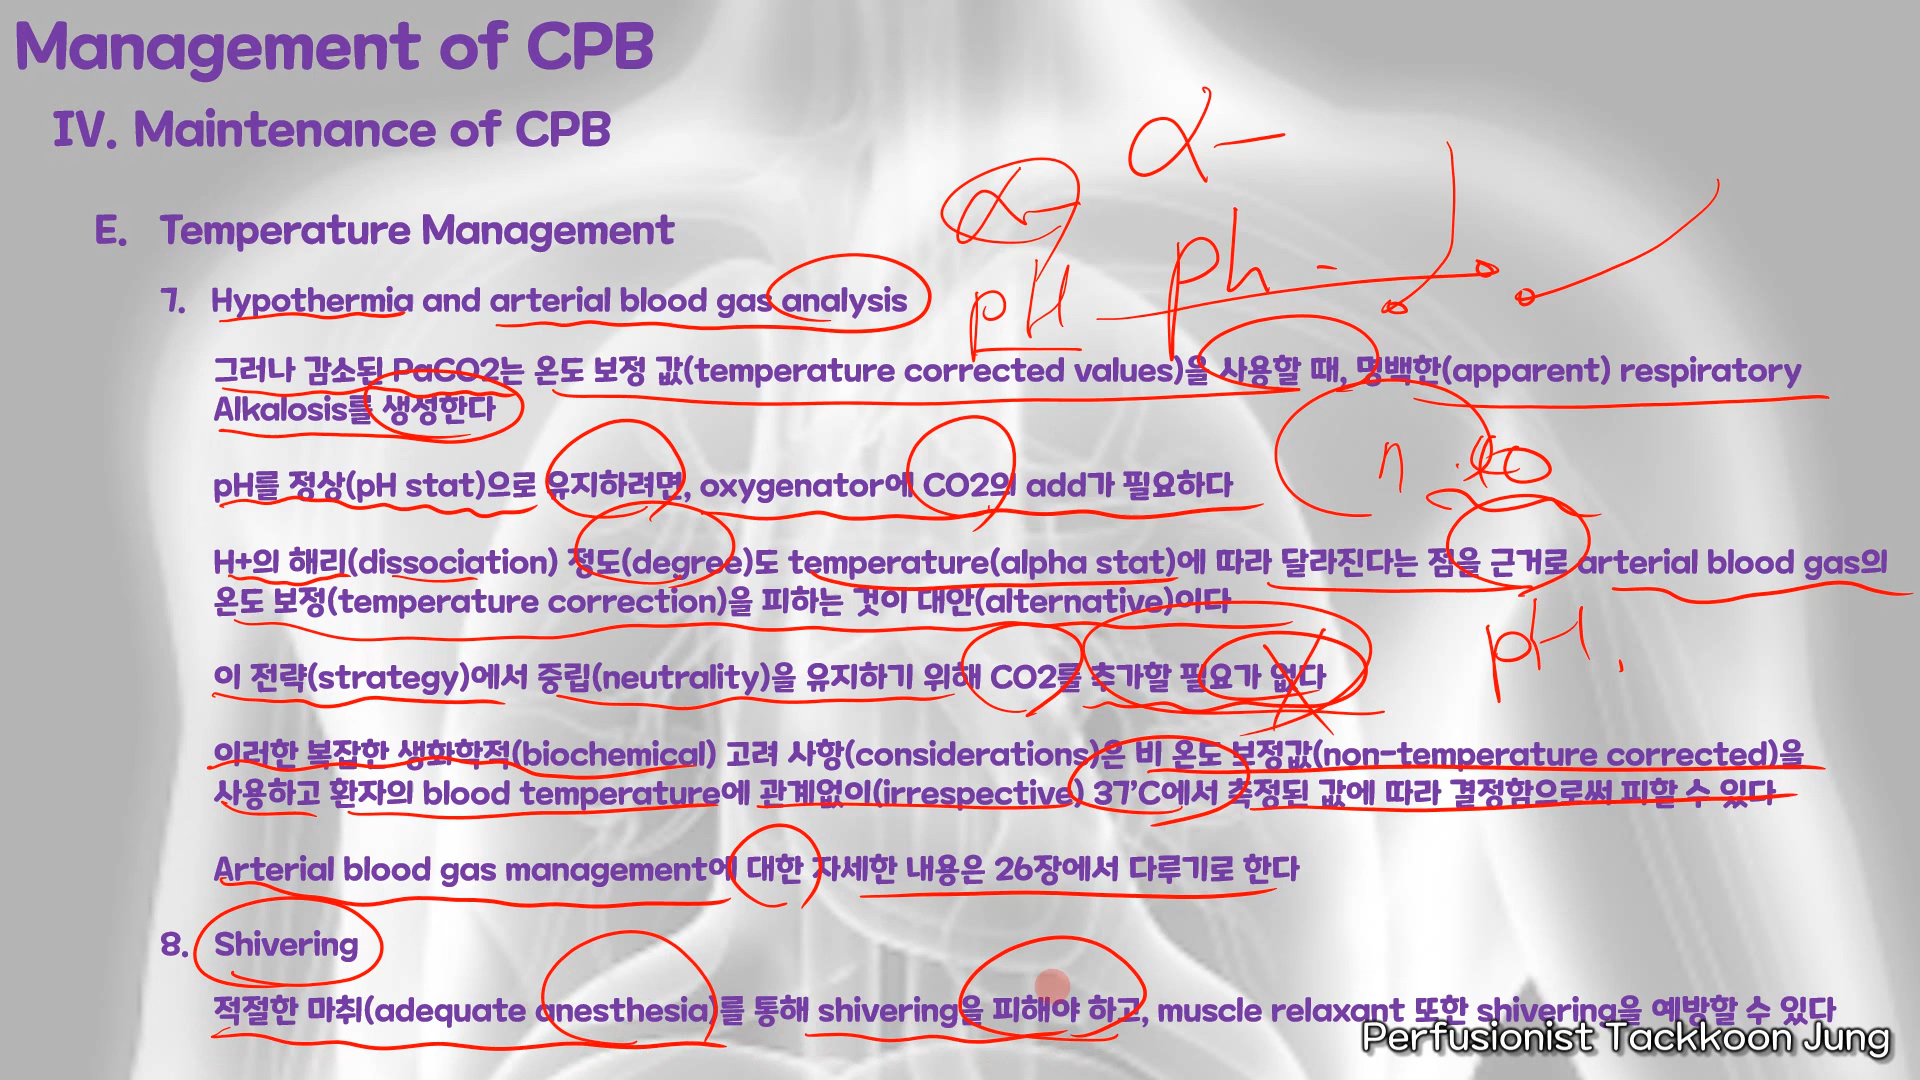 Management of CPB
IV. Maintenance of CPB
α-
α-
E. Temperature Management
ph -
pH
7. Hypothermia and arterial blood gas analysis
그러나 감소된 PaCO2는 온도 보정 값(temperature corrected values)을 사용할 때, 명백한(apparent) respiratory
Alkalosis를 생성한다
pH를 정상(pH stat)으로 유지하려면, oxygenator에 CO2의 add가 필요하다
H+의 해리(dissociation) 정도(degree)도 temperature(alpha stat)에 따라 달라진다는 점을 근거로 arterial blood gas의
온도 보정(temperature correction)을 피하는 것이 대안(alternative)이다
pH
이 전략(strategy)에서 중립(neutrality)을 유지하기 위해 CO2를 추가할 필요가 없다
이러한 복잡한 생화학적(biochemical) 고려 사항(considerations)은 비 온도 보정값(non-temperature corrected)을
사용하고 환자의 blood temperature에 관계없이(irrespective) 37'C에서 측정된 값에 따라 결정함으로써 피할 수 있다
Arterial blood gas management에 대한 자세한 내용은 26장에서 다루기로 한다
8. Shivering
적절한 마취(adequate anesthesia)를 통해 shivering을 피해야 하고, muscle relaxant 또한 shivering을 예방할 수 있다
Perfusionist Tackkoon Jung